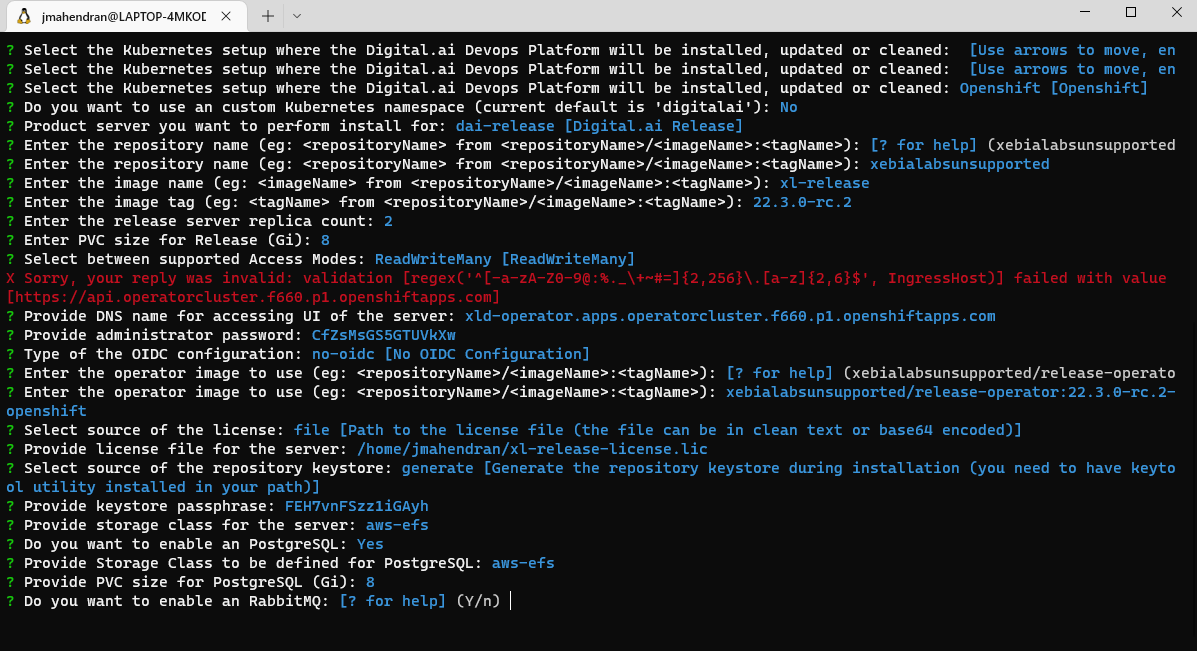 jmahendran@LAPTOP-4MKOD
? Select the Kubernetes setup where the Digital.ai Devops Platform will be installed, updated or cleaned:  [Use arrows to move, en
? Select the Kubernetes setup where the Digital.ai Devops Platform will be installed, updated or cleaned:  [Use arrows to move, en
? Select the Kubernetes setup where the Digital.ai Devops Platform will be installed, updated or cleaned: Openshift [Openshift]
? Do you want to use an custom Kubernetes namespace (current default is 'digitalai'): No
? Product server you want to perform install for: dai-release [Digital.ai Release]
? Enter the repository name (eg: <repositoryName> from <repositoryName>/<imageName>:<tagName>): [? for help] (xebialabsunsupported
? Enter the repository name (eg: <repositoryName> from <repositoryName>/<imageName>:<tagName>): xebialabsunsupported
? Enter the image name (eg: <imageName> from <repositoryName>/<imageName>:<tagName>): xl-release
? Enter the image tag (eg: <tagName> from <repositoryName>/<imageName>:<tagName>): 22.3.0-rc.2
? Enter the release server replica count: 2
? Enter PVC size for Release (Gi): 8
? Select between supported Access Modes: ReadWriteMany [ReadWriteMany]
X Sorry, your reply was invalid: validation [regex('^[-a-zA-Z0-9@:%._\+~#=]{2,256}\.[a-z]{2,6}$', IngressHost)] failed with value
[https://api.operatorcluster.f660.p1.openshiftapps.com]
? Provide DNS name for accessing UI of the server: xld-operator.apps.operatorcluster.f660.p1.openshiftapps.com
? Provide administrator password: CfZsMsGS5GTUVkXw
? Type of the OIDC configuration: no-oidc [No OIDC Configuration]
? Enter the operator image to use (eg: <repositoryName>/<imageName>:<tagName>): [? for help] (xebialabsunsupported/release-operato
? Enter the operator image to use (eg: <repositoryName>/<imageName>:<tagName>): xebialabsunsupported/release-operator:22.3.0-rc.2-
openshift
? Select source of the license: file [Path to the license file (the file can be in clean text or base64 encoded)]
? Provide license file for the server: /home/jmahendran/xl-release-license.lic
? Select source of the repository keystore: generate [Generate the repository keystore during installation (you need to have keyto
ol utility installed in your path)]
? Provide keystore passphrase: FEH7vnFSzz1iGAyh
? Provide storage class for the server: aws-efs
? Do you want to enable an PostgreSQL: Yes
? Provide Storage Class to be defined for PostgreSQL: aws-efs
? Provide PVC size for PostgreSQL (Gi): 8
? Do you want to enable an RabbitMQ: [? for help] (Y/n)